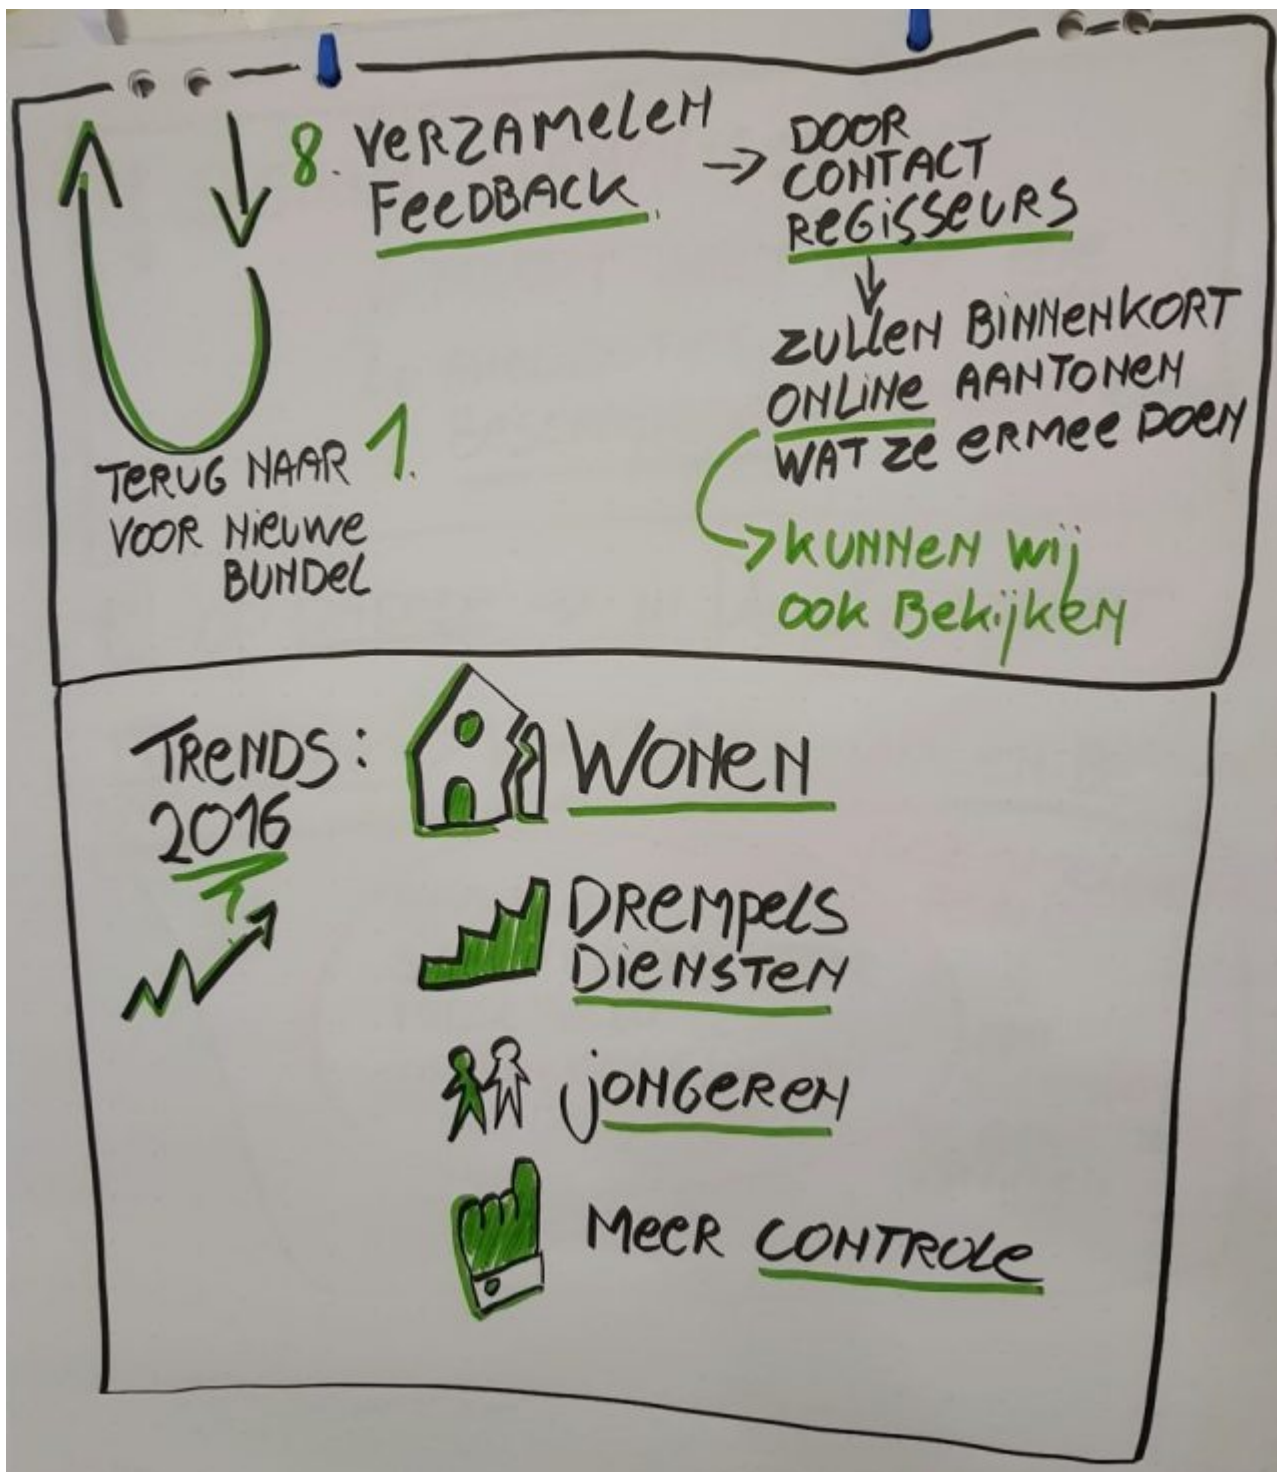 8. VERZAMELEN
FEEDBACK
→ DOOR
CONTACT
REGISSEURS
ZULLEN BINNENKORT
ONLINE AANTONEN
WAT ZE ERMEE DOEN
KUNNEN WIJ
OOK BEKIJKEN
TERUG NAAR 1.
VOOR NIEUWE
BUNDEL
TRENDS:
2016
WONEN
DREMPELS
DIENSTEN
JONGEREN
MEER CONTROLE